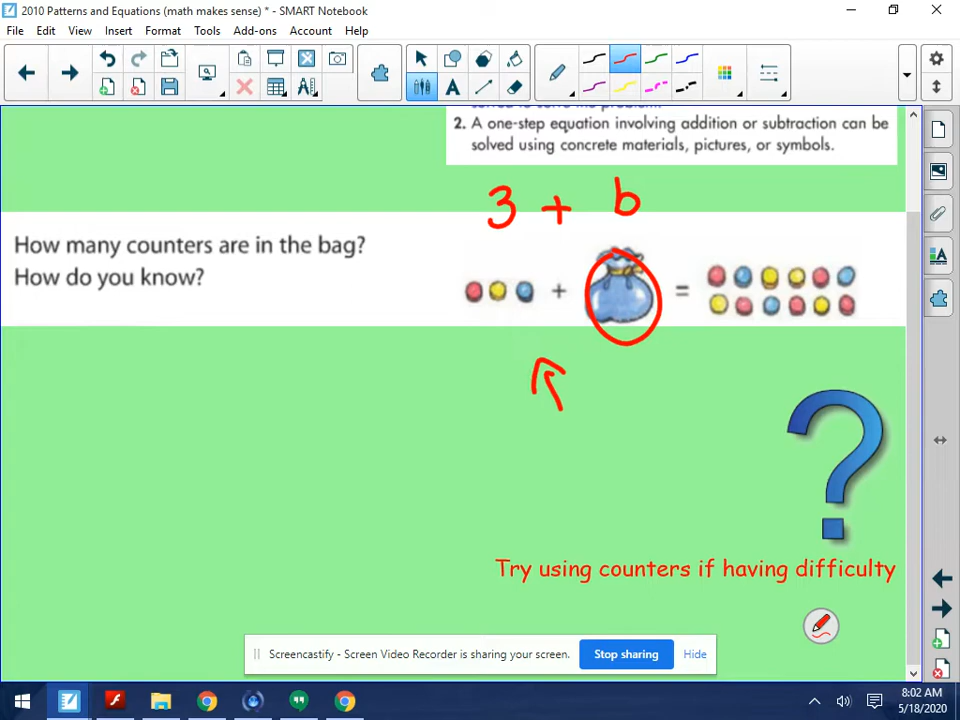 2010 Patterns and Equations (math makes sense) * - SMART Notebook
File Edit View Insert Format Tools Add-ons Account Help
2. A one-step equation involving addition or subtraction can be
solved using concrete materials, pictures, or symbols.
3 + b
How many counters are in the bag?
How do you know?
+ =
?
Try using counters if having difficulty
Screencastify - Screen Video Recorder is sharing your screen. Stop sharing Hide
8:02 AM
5/18/2020